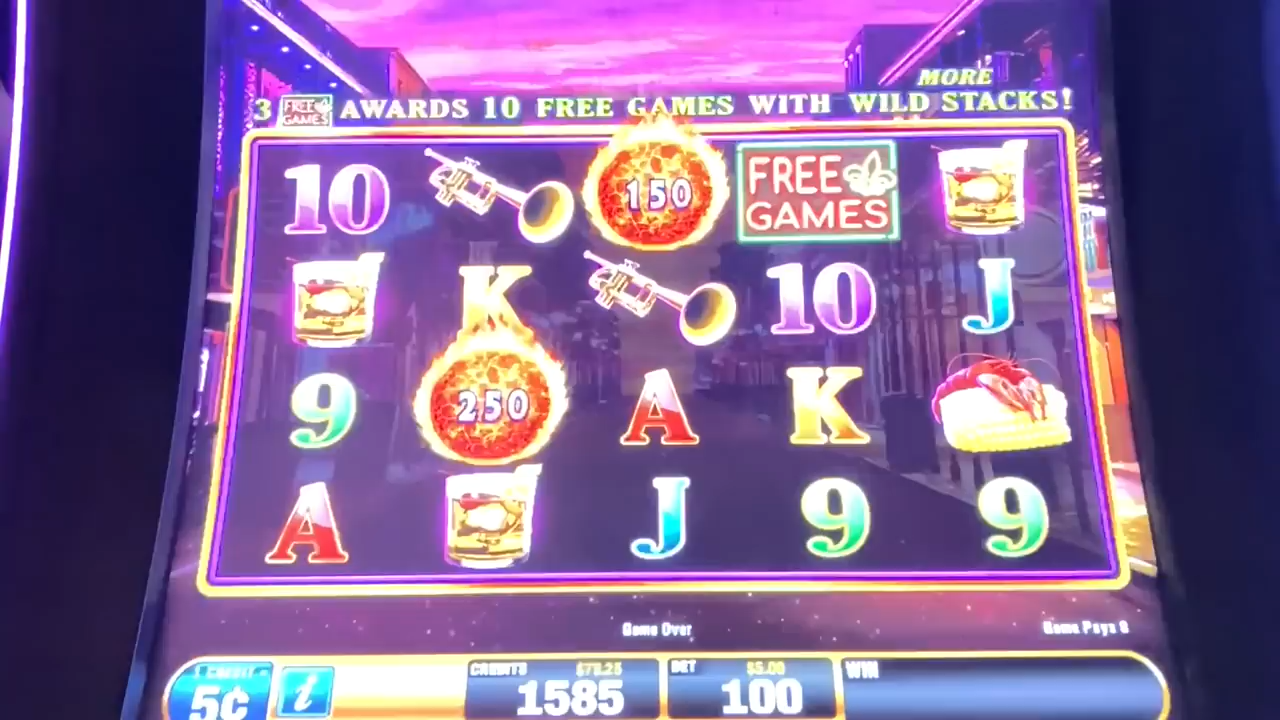 MORE
3 FREE GAMES AWARDS 10 FREE GAMES WITH WILD STACKS!
10 150 FREE GAMES
K 10 J
9 250 A K
A J 9 9
Game Over Game Pays 0
1 CREDIT = 5¢ i CREDITS $79.25 1585 BET $5.00 100 WIN